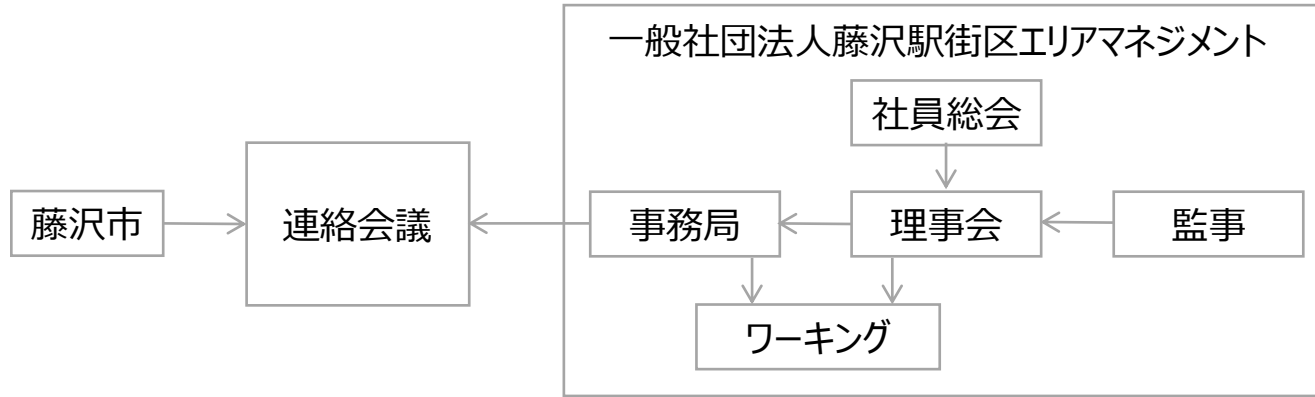 一般社団法人藤沢駅街区エリアマネジメント
社員総会
藤沢市
連絡会議
事務局
理事会
監事
ワーキング